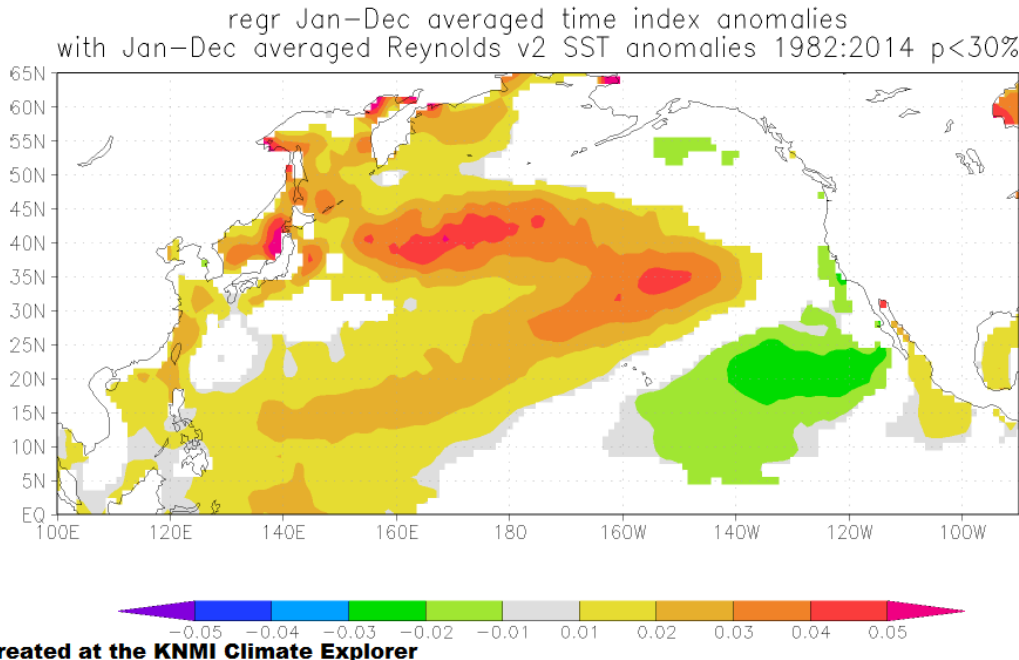 regr Jan-Dec averaged time index anomalies
with Jan-Dec averaged Reynolds v2 SST anomalies 1982:2014 p<30%
65N
60N
55N
50N
45N
40N
35N
30N
25N
20N
15N
10N
5N
EQ
100E 120E 140E 160E 180 160W 140W 120W 100W
-0.05 -0.04 -0.03 -0.02 -0.01 0.01 0.02 0.03 0.04 0.05
reated at the KNMI Climate Explorer